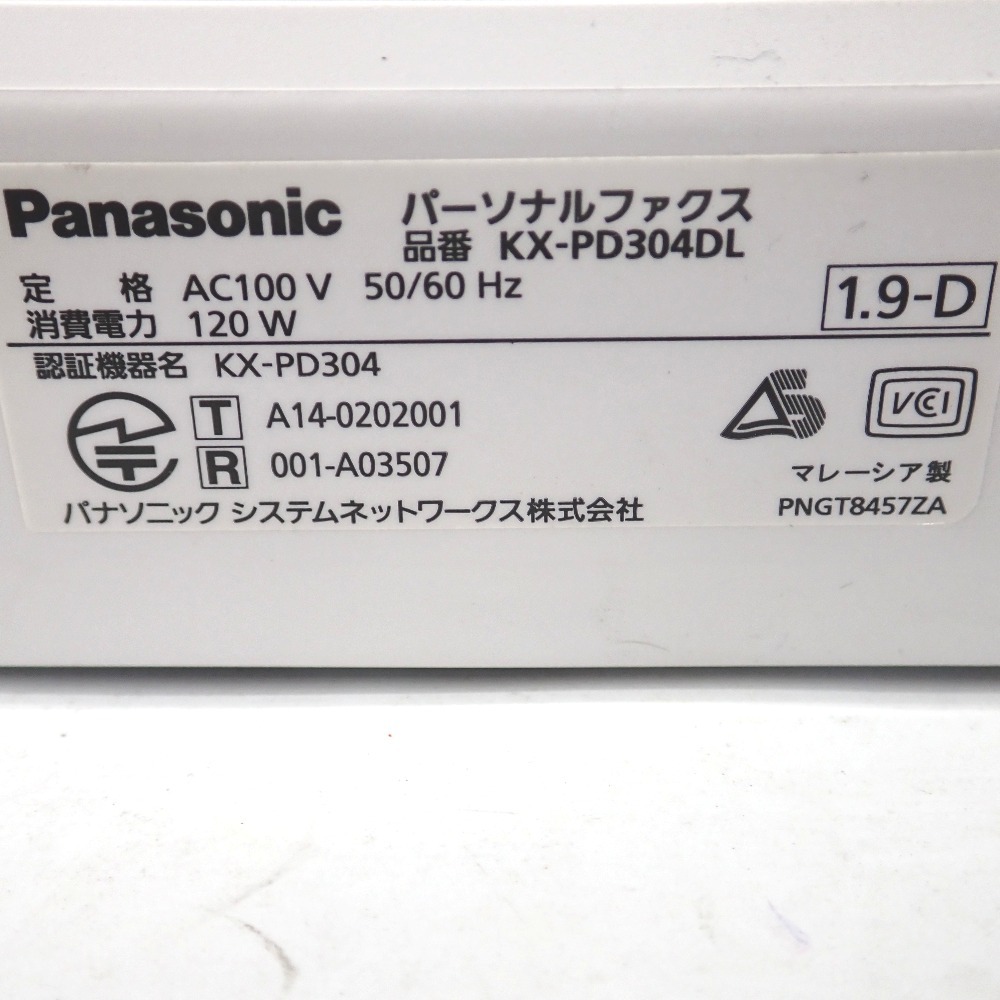 Panasonic パーソナルファクス
品番 KX-PD304DL
定 格 AC100 V 50/60 Hz
消費電力 120 W
1.9-D
認証機器名 KX-PD304
T A14-0202001
R 001-A03507
VCCI
マレーシア製
パナソニック システムネットワークス株式会社
PNGT8457ZA